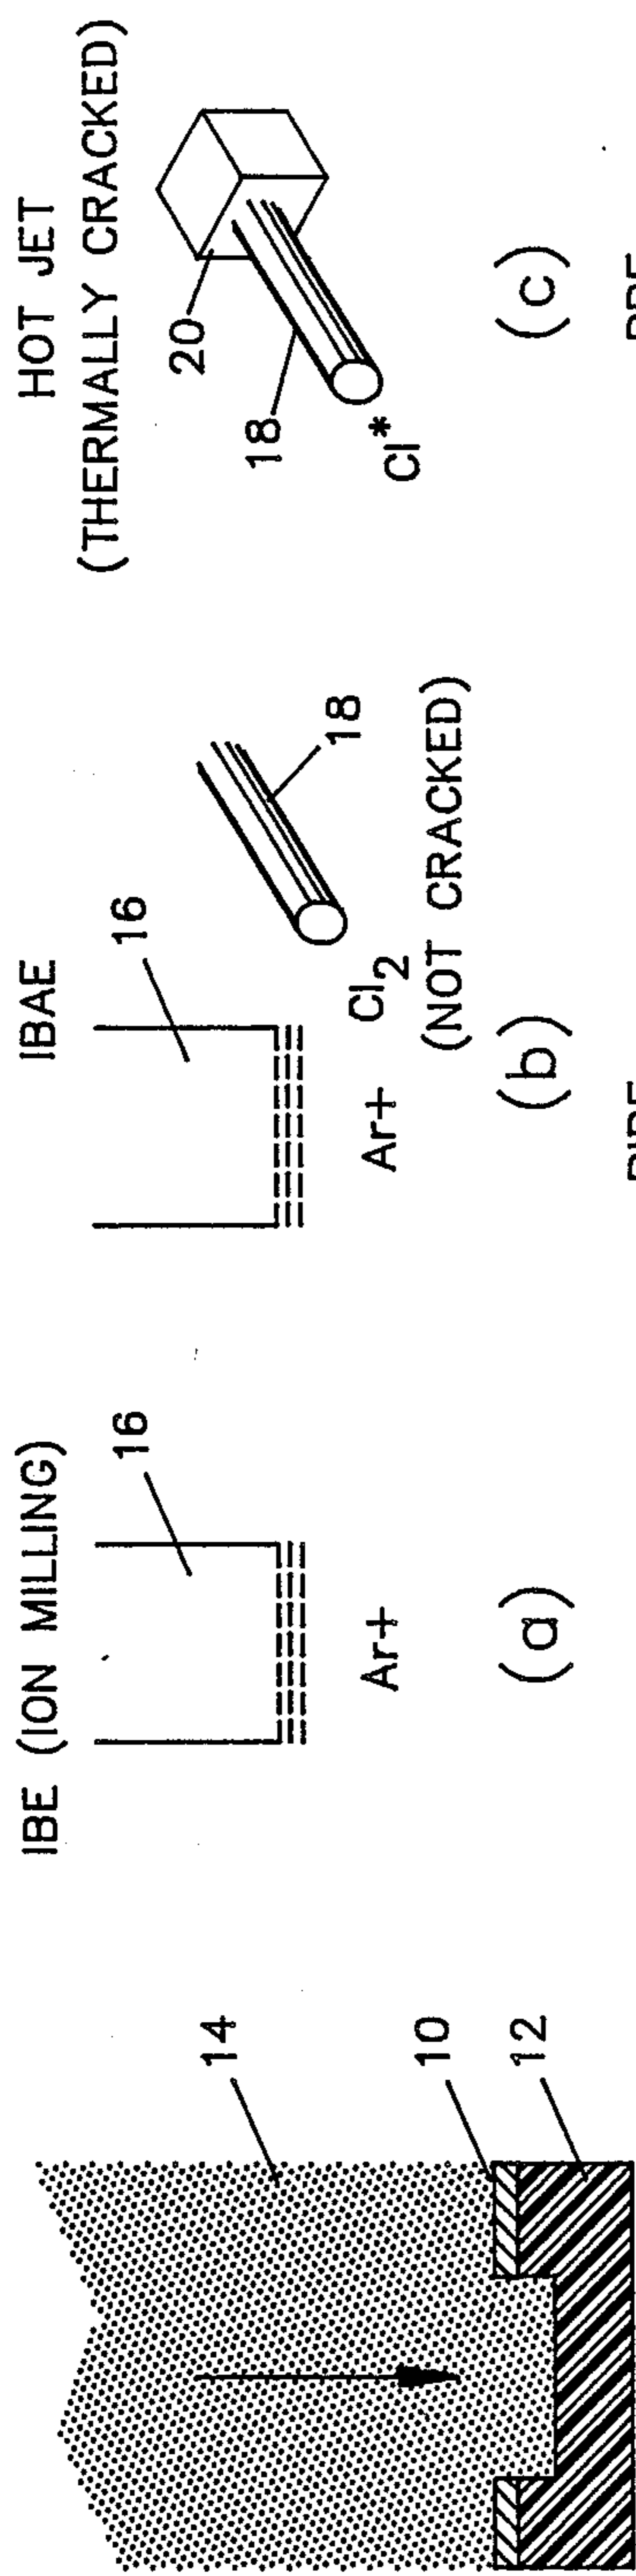 14
10
12
IBE (ION MILLING)
16
Ar+
(a)
IBAE
16
18
Ar+
Cl2
(NOT CRACKED)
(b)
HOT JET
(THERMALLY CRACKED)
20
18
Cl*
(c)